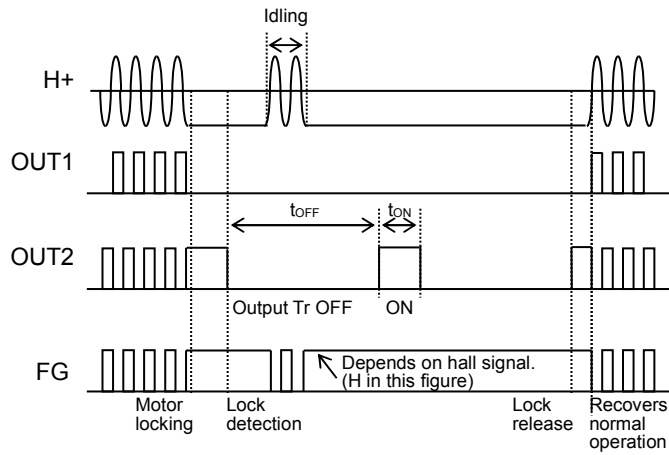 Idling
H+
OUT1
tOFF
tON
OUT2
Output Tr OFF
ON
FG
Depends on hall signal.
(H in this figure)
Motor
locking
Lock
detection
Lock
release
Recovers
normal
operation